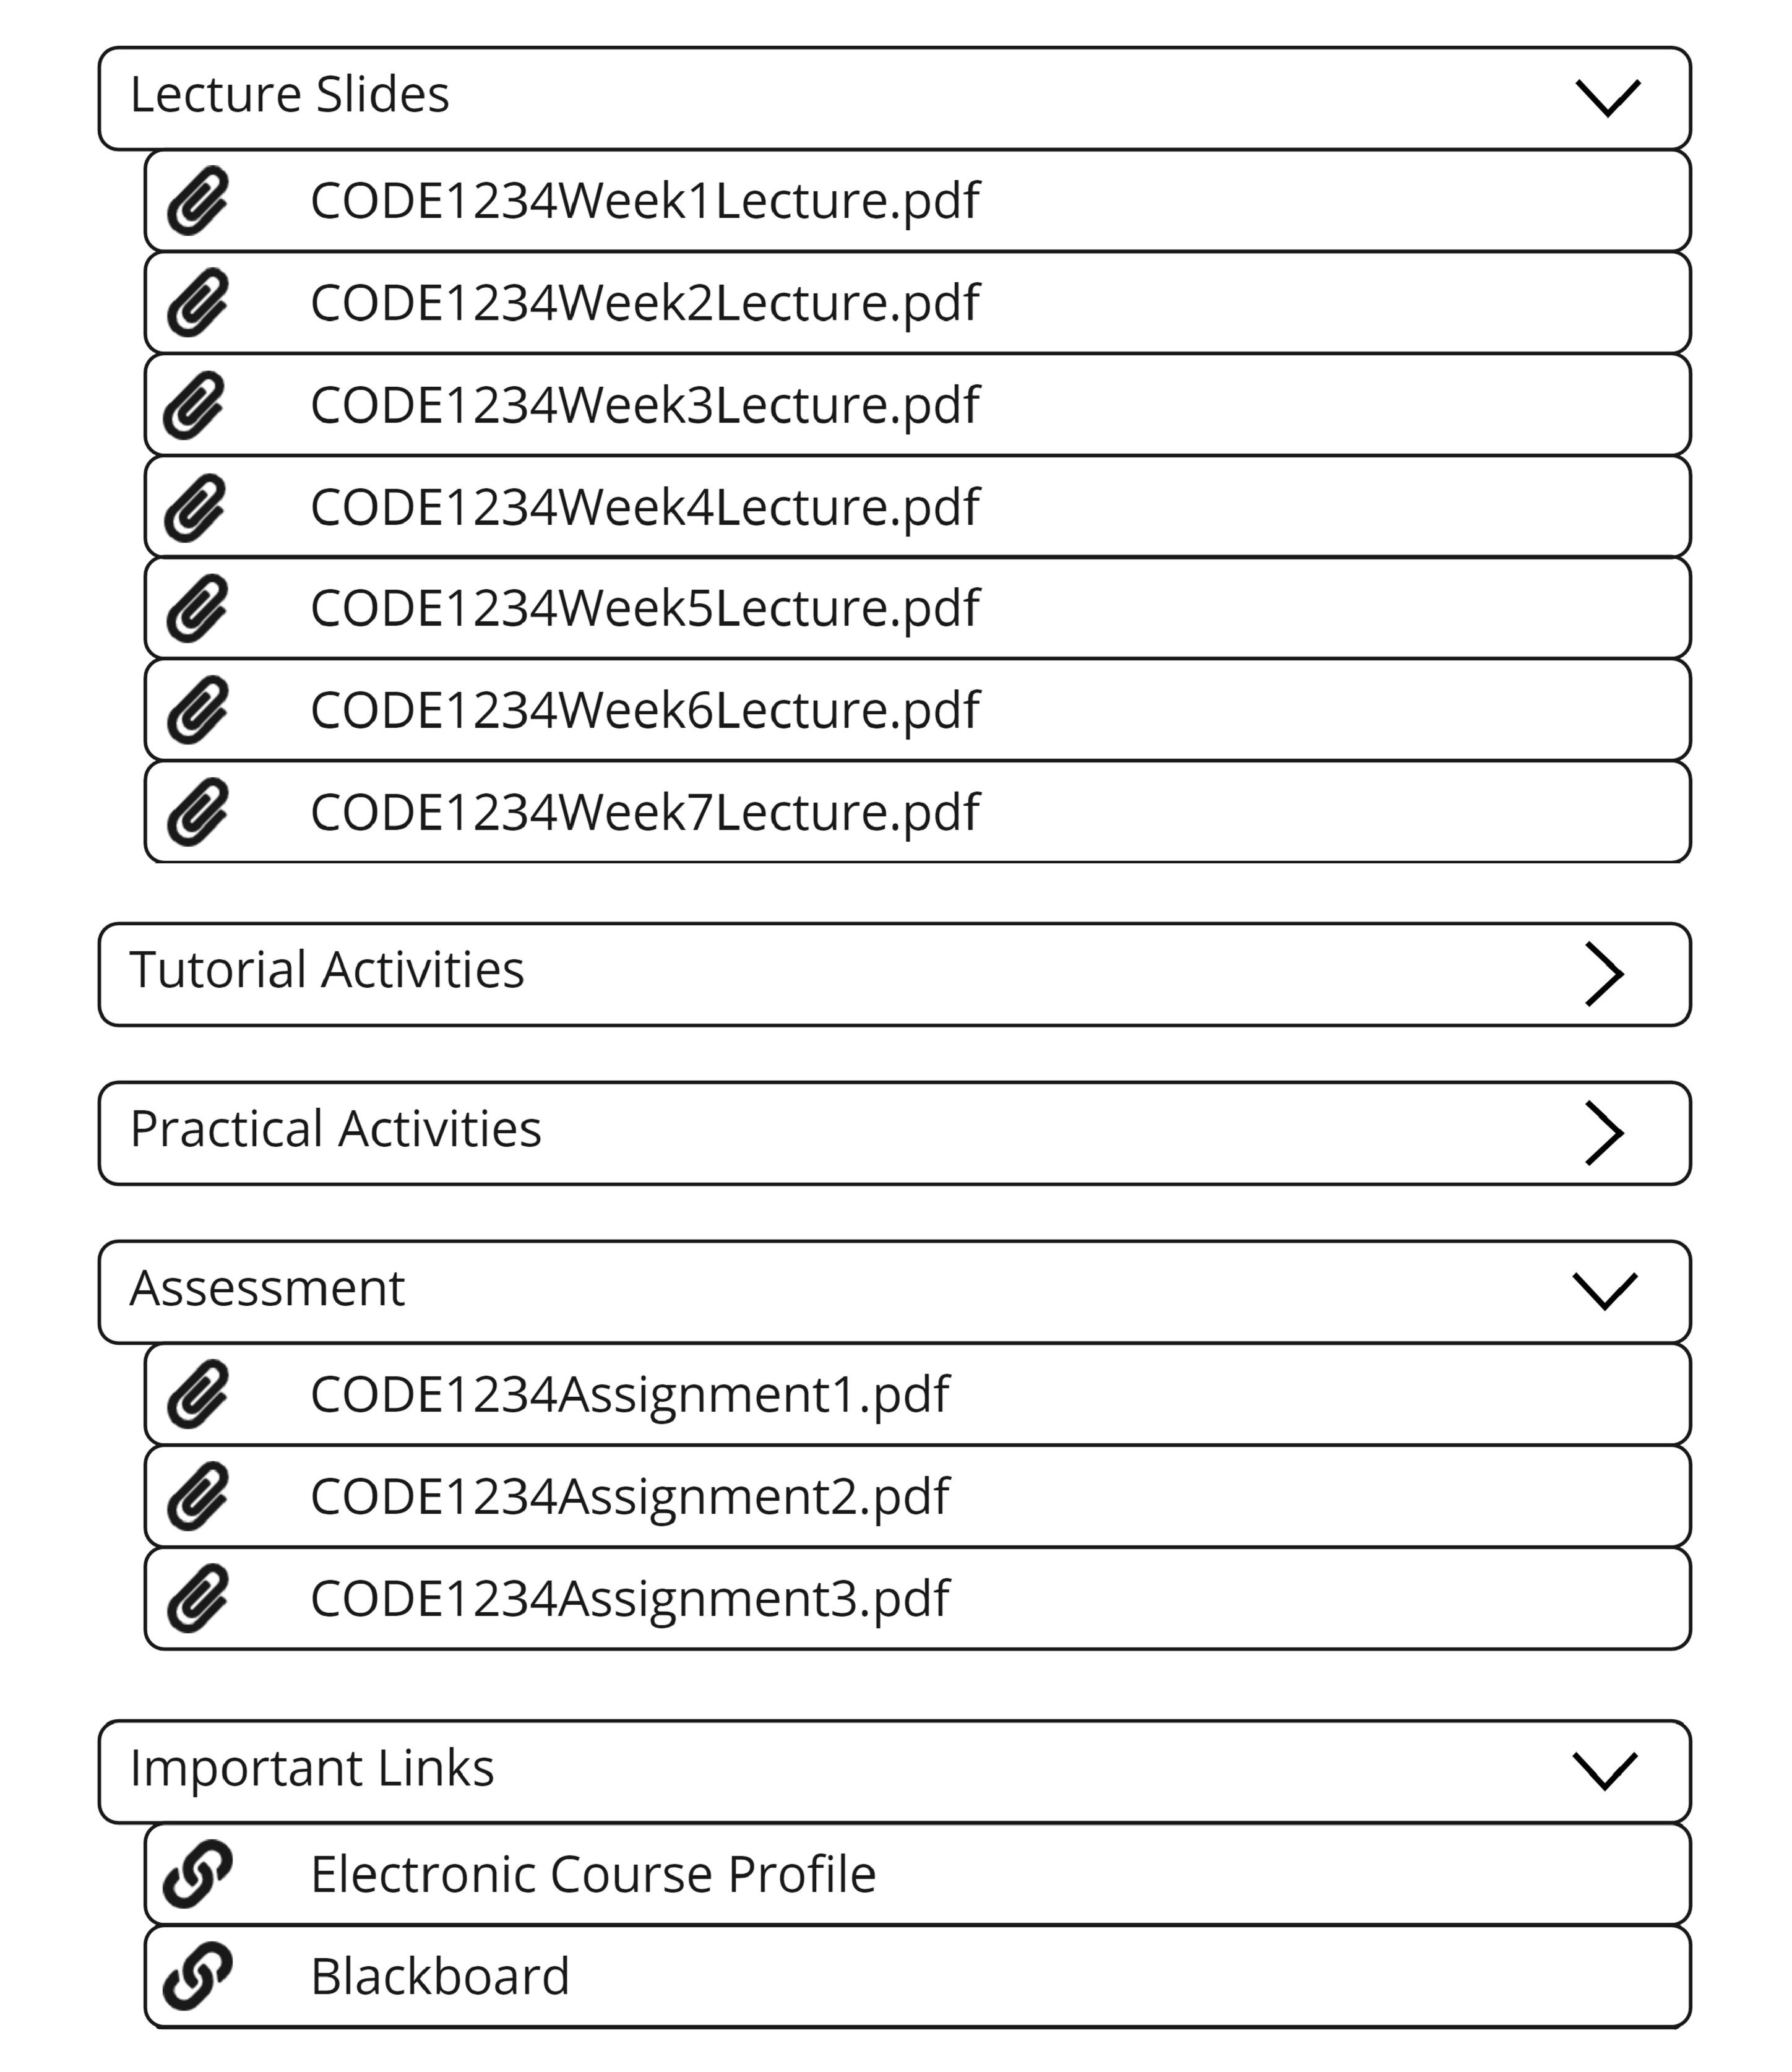 Lecture Slides
CODE1234Week1Lecture.pdf
CODE1234Week2Lecture.pdf
CODE1234Week3Lecture.pdf
CODE1234Week4Lecture.pdf
CODE1234Week5Lecture.pdf
CODE1234Week6Lecture.pdf
CODE1234Week7Lecture.pdf
Tutorial Activities
Practical Activities
Assessment
CODE1234Assignment1.pdf
CODE1234Assignment2.pdf
CODE1234Assignment3.pdf
Important Links
Electronic Course Profile
Blackboard